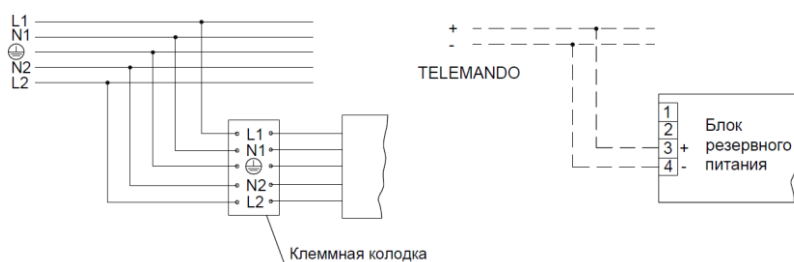 L1
N1
N2
L2
L1
N1
N2
L2
Клеммная колодка
+
-
TELEMANDO
1
2
3 +
4 -
Блок
резервного
питания